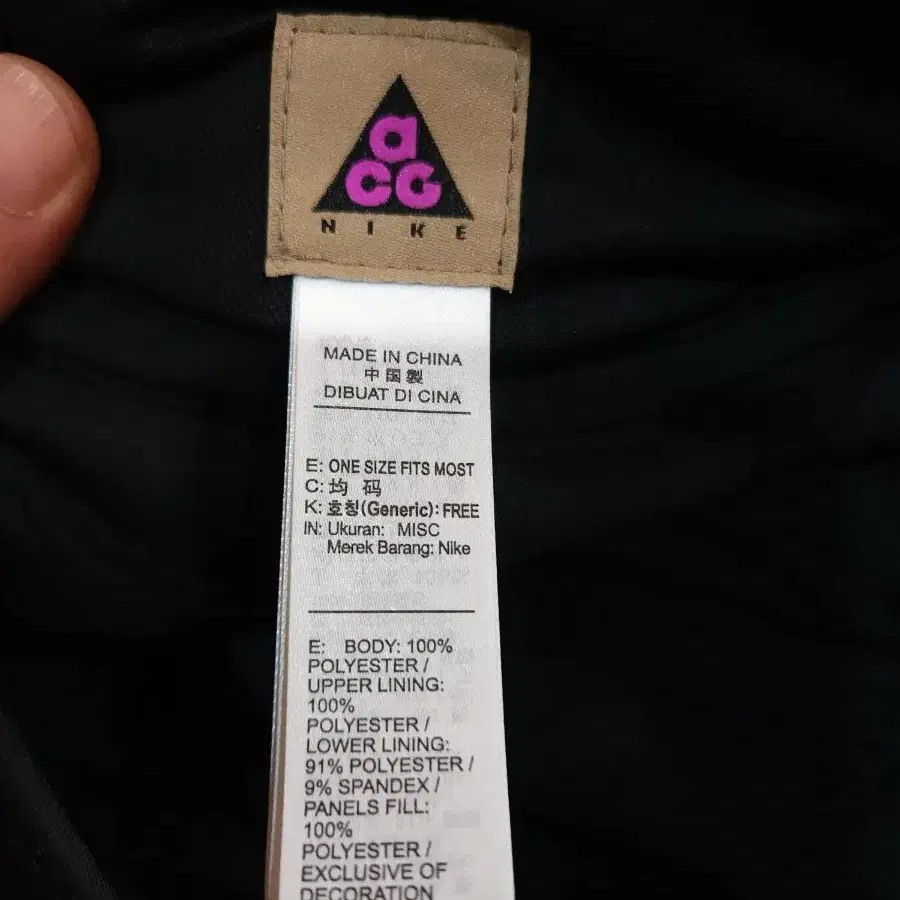 a
CG
NIKE
MADE IN CHINA
中国製
DIBUAT DI CINA
E: ONE SIZE FITS MOST
C: 均 码
K: 호칭(Generic): FREE
IN: Ukuran: MISC
Merek Barang: Nike
E: BODY: 100%
POLYESTER /
UPPER LINING:
100%
POLYESTER /
LOWER LINING:
91% POLYESTER /
9% SPANDEX /
PANELS FILL:
100%
POLYESTER /
EXCLUSIVE OF
DECORATION